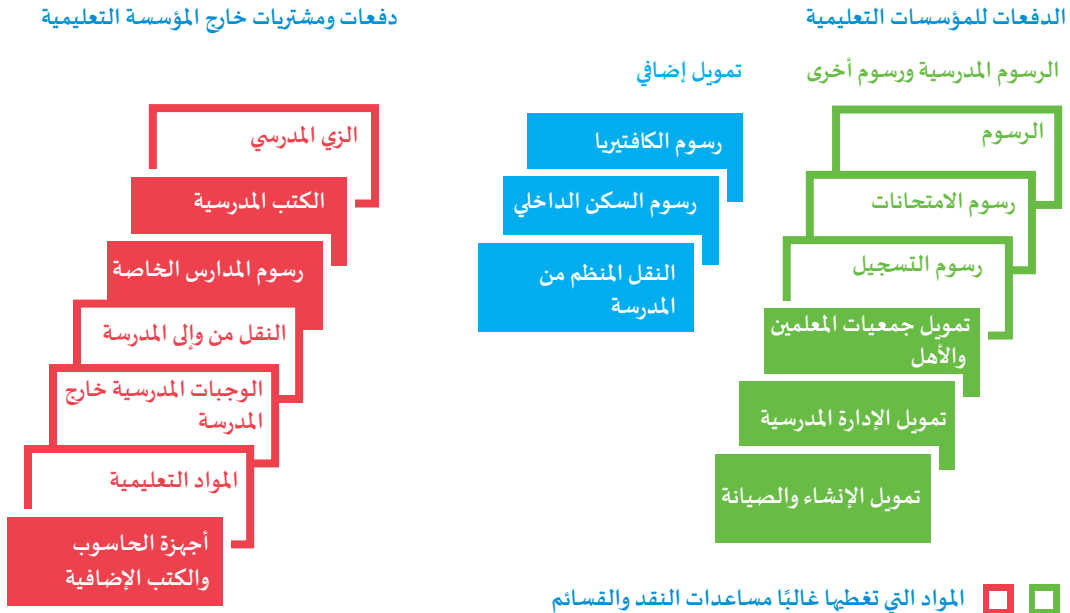 الدفعات للمؤسسات التعليمية
الرسوم المدرسية ورسوم أخرى
الرسوم
رسوم الامتحانات
رسوم التسجيل
تمويل جمعيات المعلمين
والأهل
تمويل الإدارة المدرسية
تمويل الإنشاء والصيانة
تمويل إضافي
رسوم الكافتيريا
رسوم السكن الداخلي
النقل المنظم من
المدرسة
دفعات ومشتريات خارج المؤسسة التعليمية
الزي المدرسي
الكتب المدرسية
رسوم المدارس الخاصة
النقل من وإلى المدرسة
الوجبات المدرسية خارج
المدرسة
المواد التعليمية
أجهزة الحاسوب
والكتب الإضافية
المواد التي تغطيها غالبًا مساعدات النقد والقسائم